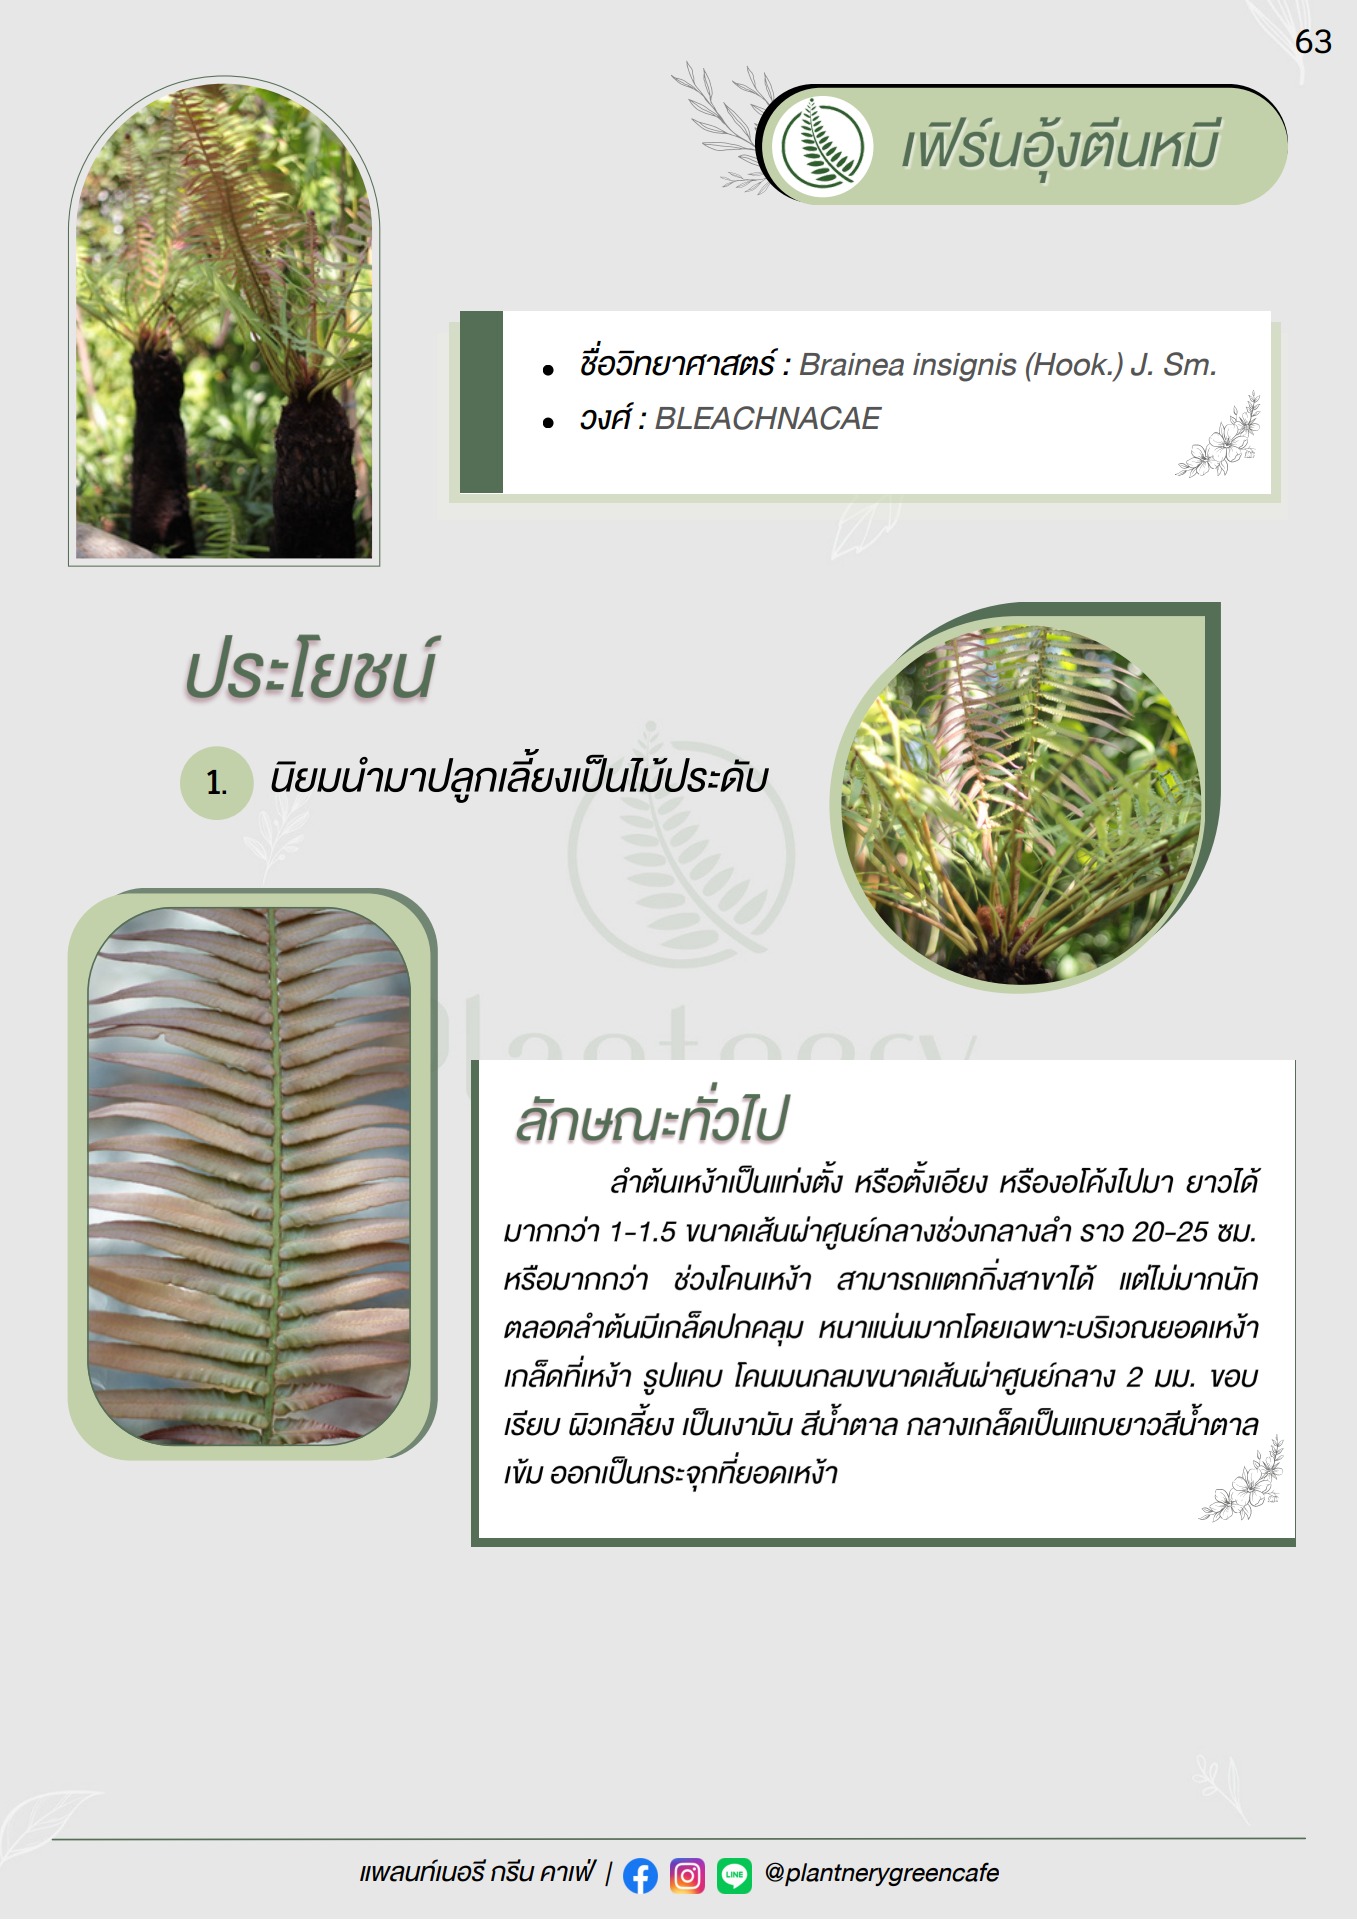 63
เฟิร์นอุ้งตีนหมี
• ชื่อวิทยาศาสตร์ : Brainea insignis (Hook.) J. Sm.
• วงศ์ : BLEACHNACAE
ประโยชน์
1. นิยมนำมาปลูกเลี้ยงเป็นไม้ประดับ
Plantnery
ลักษณะทั่วไป
ลำต้นเหง้าเป็นแท่งตั้ง หรือตั้งเอียง หรืองอโค้งไปมา ยาวได้
มากกว่า 1-1.5 ขนาดเส้นผ่าศูนย์กลางช่วงกลางลำ ราว 20-25 ซม.
หรือมากกว่า ช่วงโคนเหง้า สามารถแตกกิ่งสาขาได้ แต่ไม่มากนัก
ตลอดลำต้นมีเกล็ดปกคลุม หนาแน่นมากโดยเฉพาะบริเวณยอดเหง้า
เกล็ดที่เหง้า รูปแคบ โคนมนกลมขนาดเส้นผ่าศูนย์กลาง 2 มม. ขอบ
เรียบ ผิวเกลี้ยง เป็นเงามัน สีน้ำตาล กลางเกล็ดเป็นแถบยาวสีน้ำตาล
เข้ม ออกเป็นกระจุกที่ยอดเหง้า
แพลนท์เนอรี กรีน คาเฟ่ | LINE @plantnerygreencafe